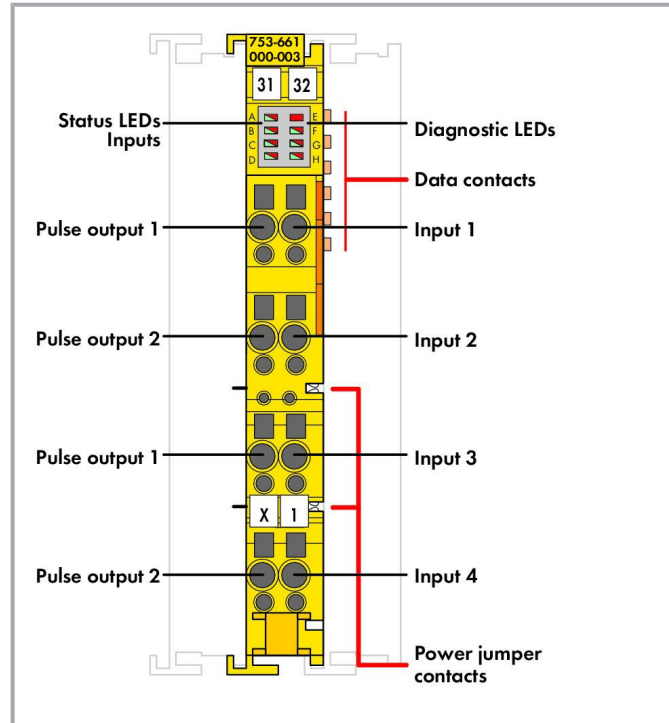 753-661
000-003
31 32
Status LEDs
Inputs
A E
B F
C G
D H
Diagnostic LEDs
Data contacts
Pulse output 1
Input 1
Pulse output 2
Input 2
Pulse output 1
Input 3
X 1
Pulse output 2
Input 4
Power jumper
contacts